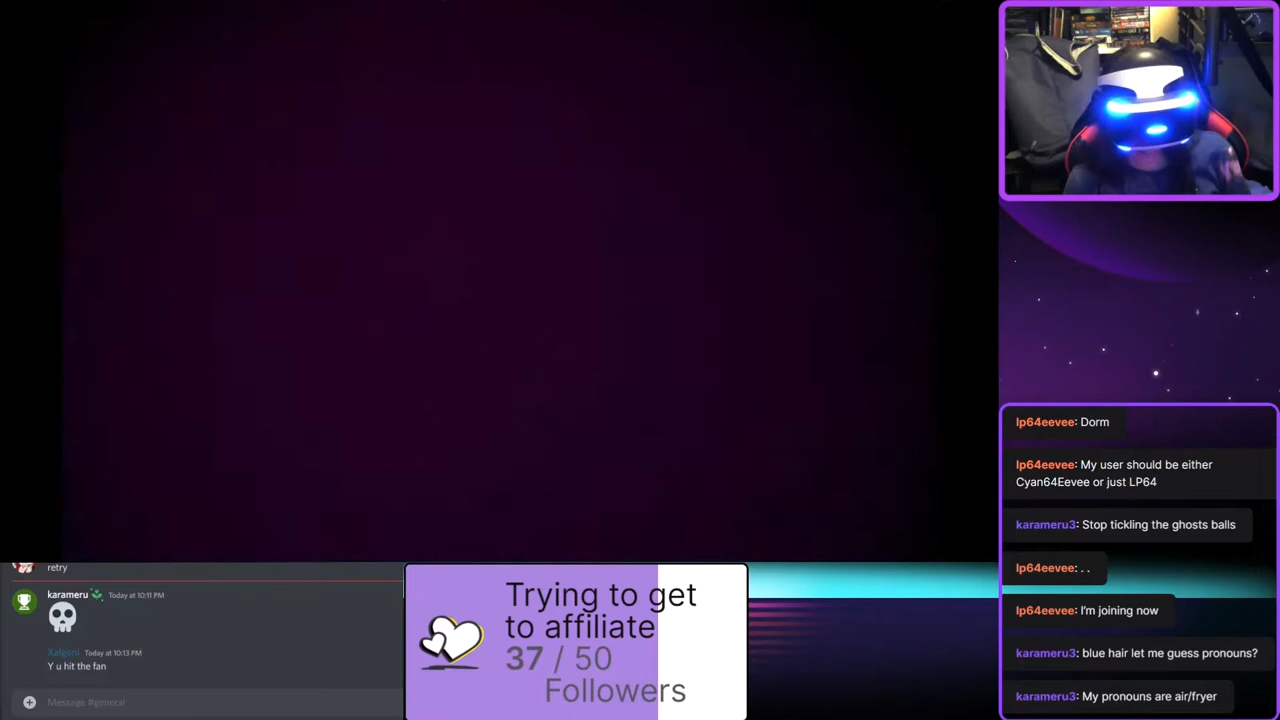 lp64eevee: Dorm
lp64eevee: My user should be either
Cyan64Eevee or just LP64
karameru3: Stop tickling the ghosts balls
lp64eevee: . .
lp64eevee: I'm joining now
karameru3: blue hair let me guess pronouns?
karameru3: My pronouns are air/fryer
retry
karameru Today at 10:11 PM
Xalgoni Today at 10:13 PM
Y u hit the fan
Message #general
Trying to get
to affiliate
37 / 50
Followers